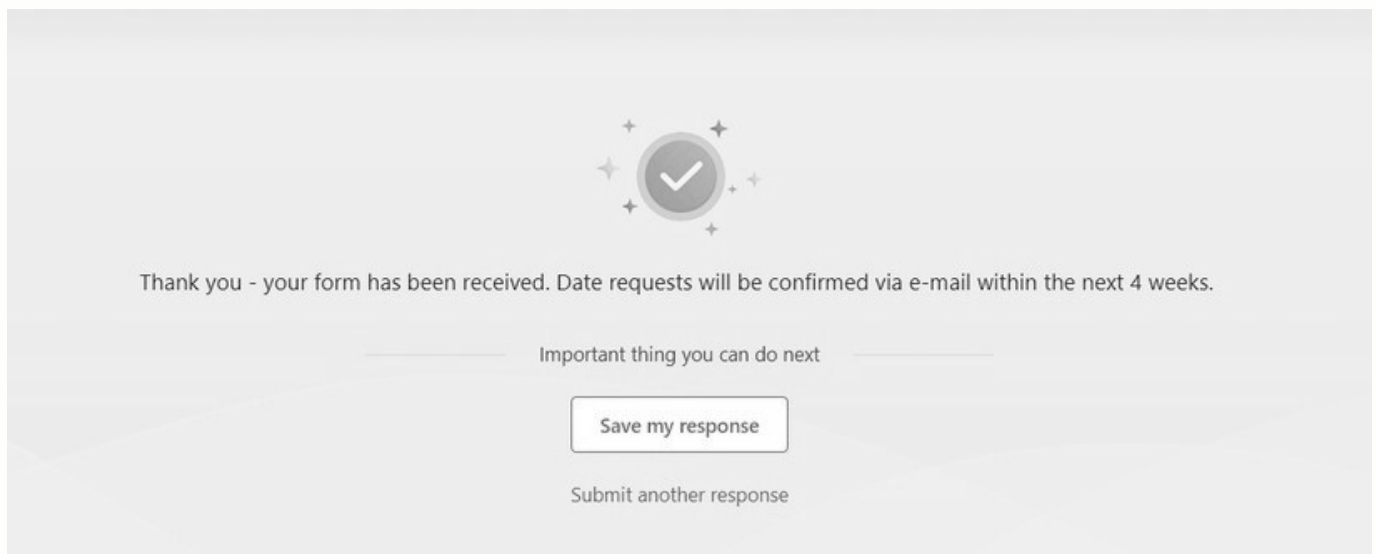 Thank you - your form has been received. Date requests will be confirmed via e-mail within the next 4 weeks.
Important thing you can do next
Save my response
Submit another response